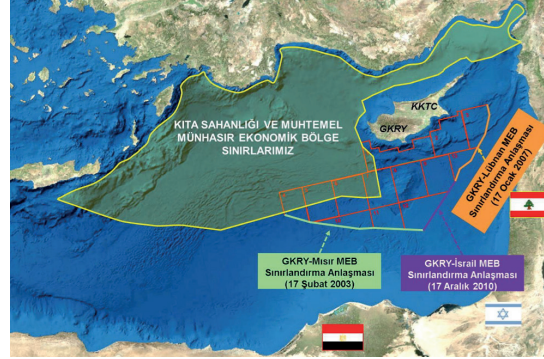 KITA SAHANLIĞI VE MUHTEMEL
MÜNHASIR EKONOMİK BÖLGE
SINIRLARIMIZ
KKTC
GKRY
GKRY-Lübnan MEB
Sınırlandırma Anlaşması
(17 Ocak 2007)
GKRY-Mısır MEB
Sınırlandırma Anlaşması
(17 Şubat 2003)
GKRY-İsrail MEB
Sınırlandırma Anlaşması
(17 Aralık 2010)